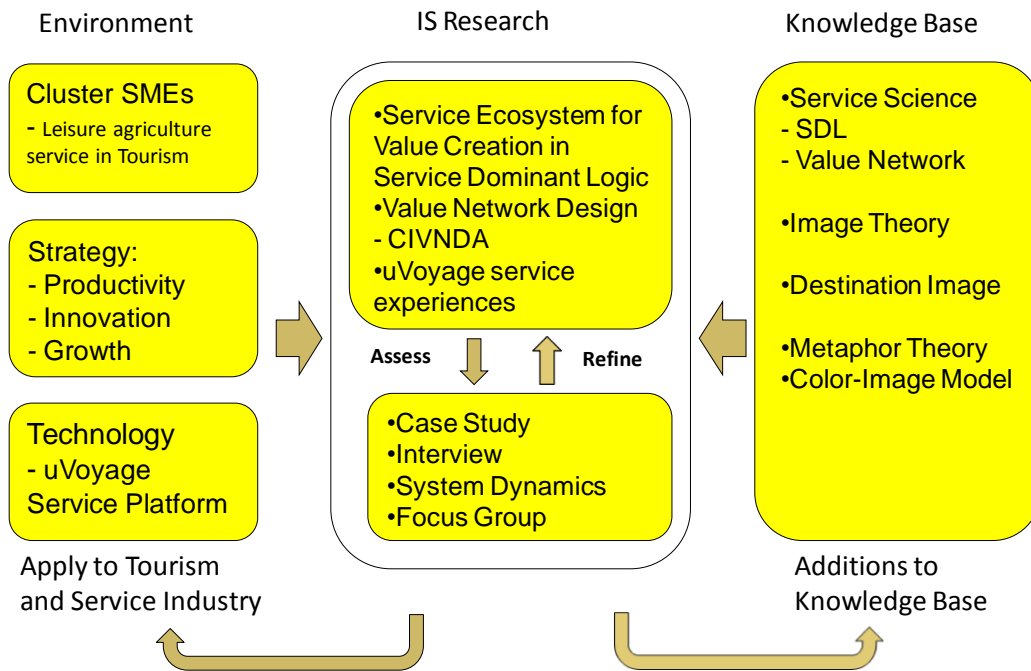 Environment
Cluster SMEs
- Leisure agriculture
service in Tourism
Strategy:
- Productivity
- Innovation
- Growth
Technology
- uVoyage
Service Platform
Apply to Tourism
and Service Industry
IS Research
•Service Ecosystem for
Value Creation in
Service Dominant Logic
•Value Network Design
- CIVNDA
•uVoyage service
experiences
Assess
Refine
•Case Study
•Interview
•System Dynamics
•Focus Group
Knowledge Base
•Service Science
- SDL
- Value Network
•Image Theory
•Destination Image
•Metaphor Theory
•Color-Image Model
Additions to
Knowledge Base